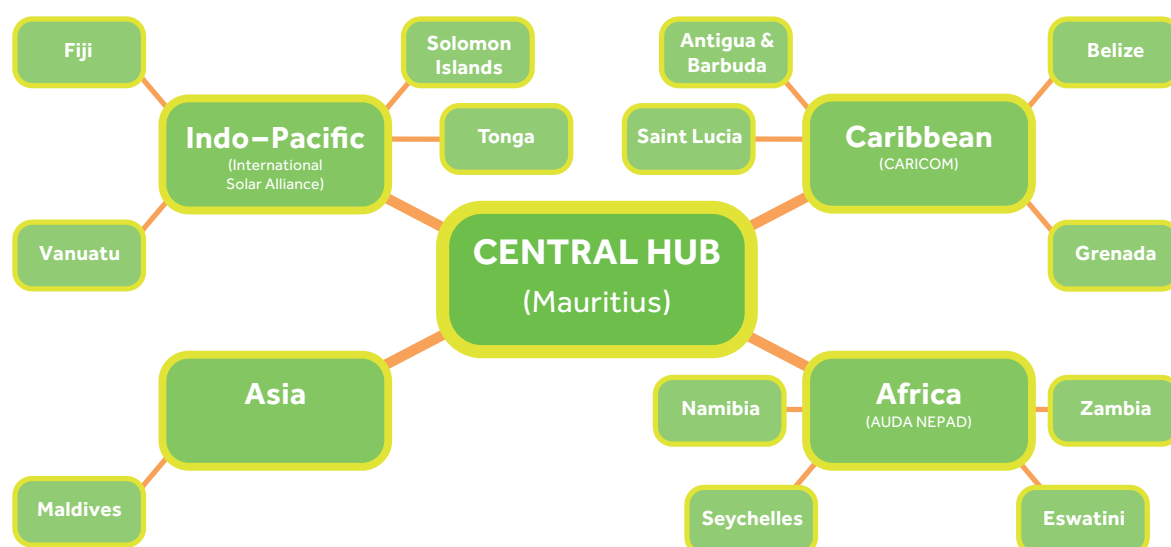 Fiji
Solomon
Islands
Antigua &
Barbuda
Belize
Indo–Pacific
(International
Solar Alliance)
Tonga
Saint Lucia
Caribbean
(CARICOM)
Vanuatu
CENTRAL HUB
(Mauritius)
Grenada
Asia
Namibia
Africa
(AUDA NEPAD)
Zambia
Maldives
Seychelles
Eswatini